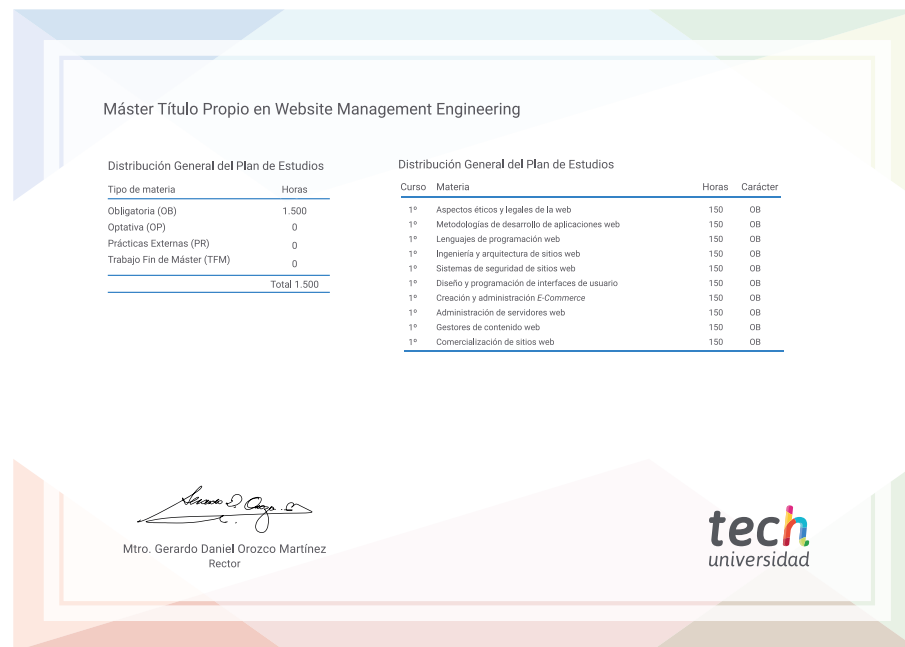 Máster Título Propio en Website Management Engineering
Distribución General del Plan de Estudios
Tipo de materia Horas
Obligatoria (OB) 1.500
Optativa (OP) 0
Prácticas Externas (PR) 0
Trabajo Fin de Máster (TFM) 0
Total 1.500
Distribución General del Plan de Estudios
Curso Materia Horas Carácter
1º Aspectos éticos y legales de la web 150 OB
1º Metodologías de desarrollo de aplicaciones web 150 OB
1º Lenguajes de programación web 150 OB
1º Ingeniería y arquitectura de sitios web 150 OB
1º Sistemas de seguridad de sitios web 150 OB
1º Diseño y programación de interfaces de usuario 150 OB
1º Creación y administración E-Commerce 150 OB
1º Administración de servidores web 150 OB
1º Gestores de contenido web 150 OB
1º Comercialización de sitios web 150 OB
Mtro. Gerardo Daniel Orozco Martínez
Rector
tech
universidad